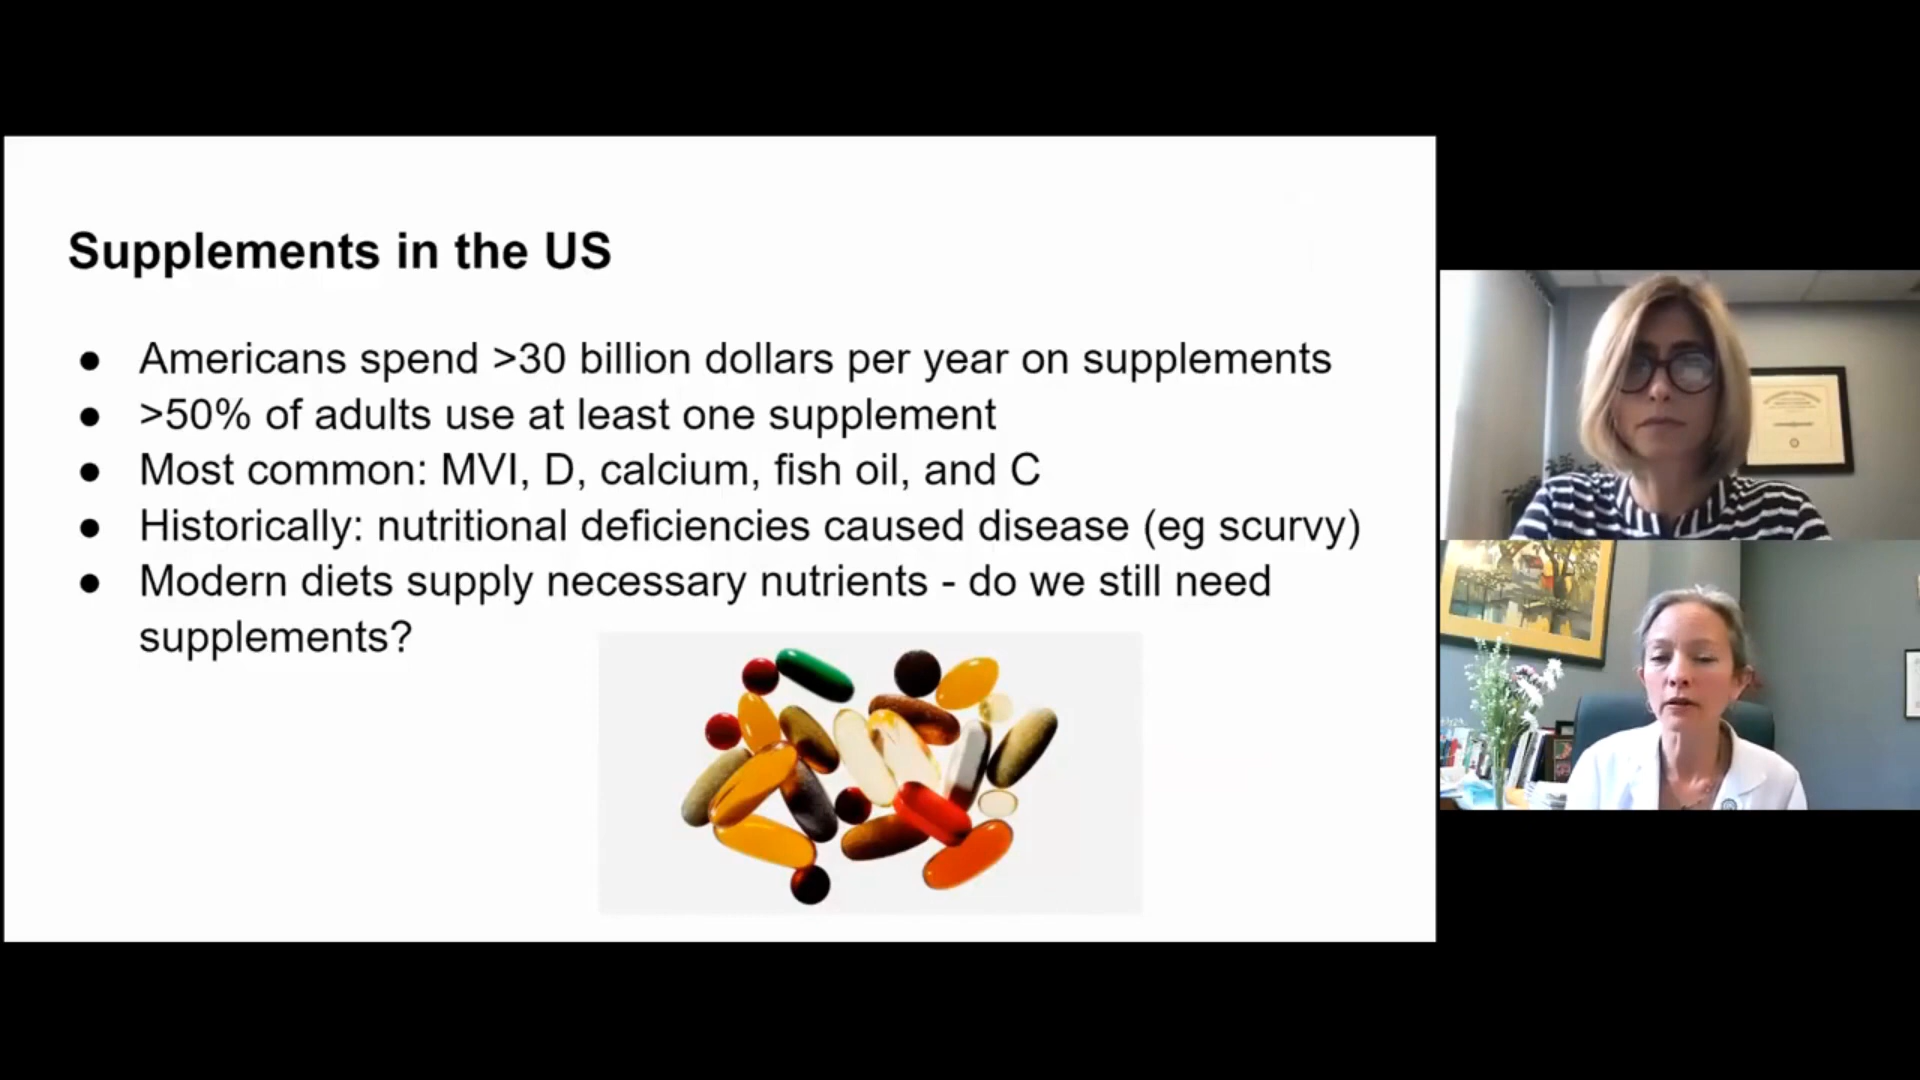 Supplements in the US
● Americans spend >30 billion dollars per year on supplements
● >50% of adults use at least one supplement
● Most common: MVI, D, calcium, fish oil, and C
● Historically: nutritional deficiencies caused disease (eg scurvy)
● Modern diets supply necessary nutrients - do we still need
supplements?